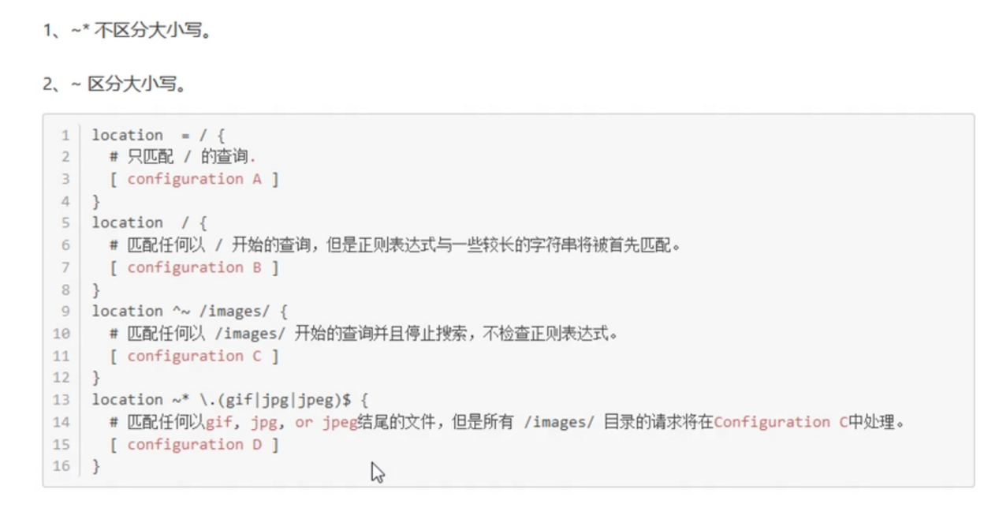 1、~* 不区分大小写。
2、~ 区分大小写。
1 location  = / {
2   # 只匹配 / 的查询.
3   [ configuration A ]
4 }
5 location  / {
6   # 匹配任何以 / 开始的查询，但是正则表达式与一些较长的字符串将被首先匹配。
7   [ configuration B ]
8 }
9 location ^~ /images/ {
10   # 匹配任何以 /images/ 开始的查询并且停止搜索，不检查正则表达式。
11   [ configuration C ]
12 }
13 location ~* \.(gif|jpg|jpeg)$ {
14   # 匹配任何以gif, jpg, or jpeg结尾的文件，但是所有 /images/ 目录的请求将在Configuration C中处理。
15   [ configuration D ]
16 }